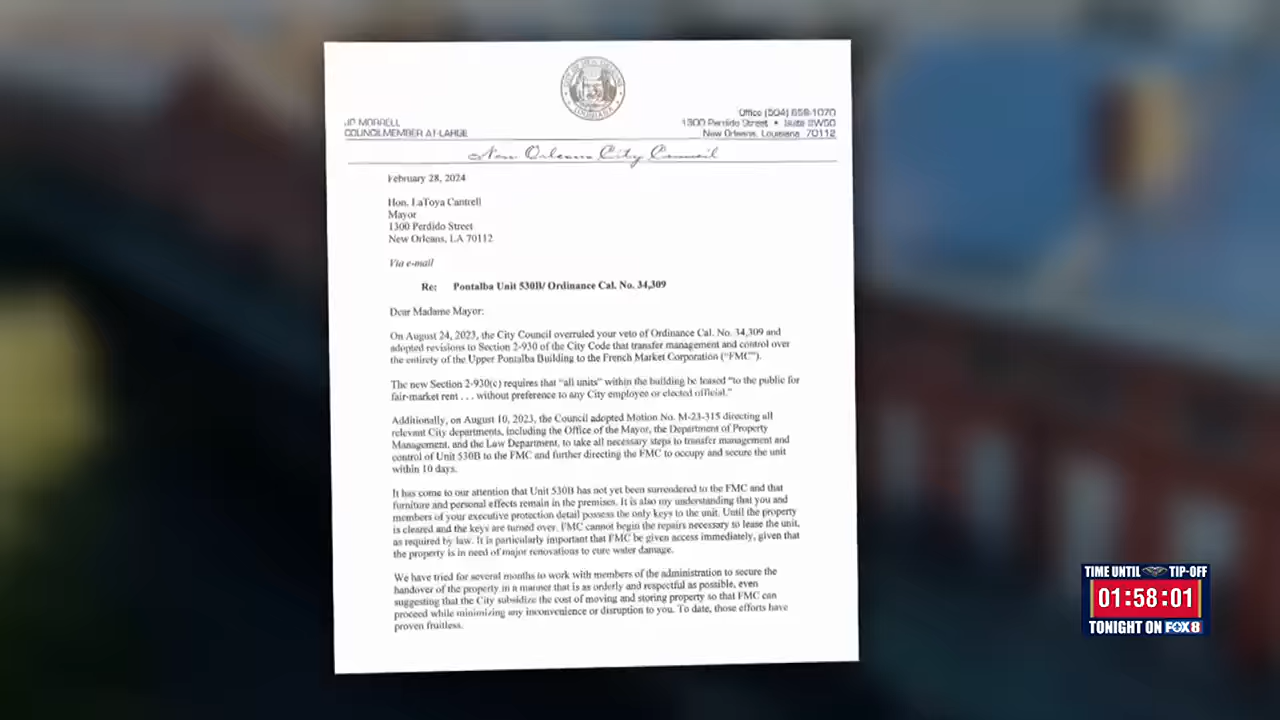 JP MORRELL
COUNCILMEMBER AT-LARGE
Office (504) 658-1070
1300 Perdido Street • Suite 2W50
New Orleans, Louisiana 70112
New Orleans City Council
February 28, 2024
Hon. LaToya Cantrell
Mayor
1300 Perdido Street
New Orleans, LA 70112
Via e-mail
Re: Pontalba Unit 530B/ Ordinance Cal. No. 34,309
Dear Madame Mayor:
On August 24, 2023, the City Council overruled your veto of Ordinance Cal. No. 34,309 and
adopted revisions to Section 2-930 of the City Code that transfer management and control over
the entirety of the Upper Pontalba Building to the French Market Corporation ("FMC").
The new Section 2-930(c) requires that "all units" within the building be leased "to the public for
fair-market rent . . . without preference to any City employee or elected official."
Additionally, on August 10, 2023, the Council adopted Motion No. M-23-315 directing all
relevant City departments, including the Office of the Mayor, the Department of Property
Management, and the Law Department, to take all necessary steps to transfer management and
control of Unit 530B to the FMC and further directing the FMC to occupy and secure the unit
within 10 days.
It has come to our attention that Unit 530B has not yet been surrendered to the FMC and that
furniture and personal effects remain in the premises. It is also my understanding that you and
members of your executive protection detail possess the only keys to the unit. Until the property
is cleared and the keys are turned over, FMC cannot begin the repairs necessary to lease the unit,
as required by law. It is particularly important that FMC be given access immediately, given that
the property is in need of major renovations to cure water damage.
We have tried for several months to work with members of the administration to secure the
handover of the property in a manner that is as orderly and respectful as possible, even
suggesting that the City subsidize the cost of moving and storing property so that FMC can
proceed while minimizing any inconvenience or disruption to you. To date, those efforts have
proven fruitless.
TIME UNTIL TIP-OFF
01:58:01
TONIGHT ON FOX 8